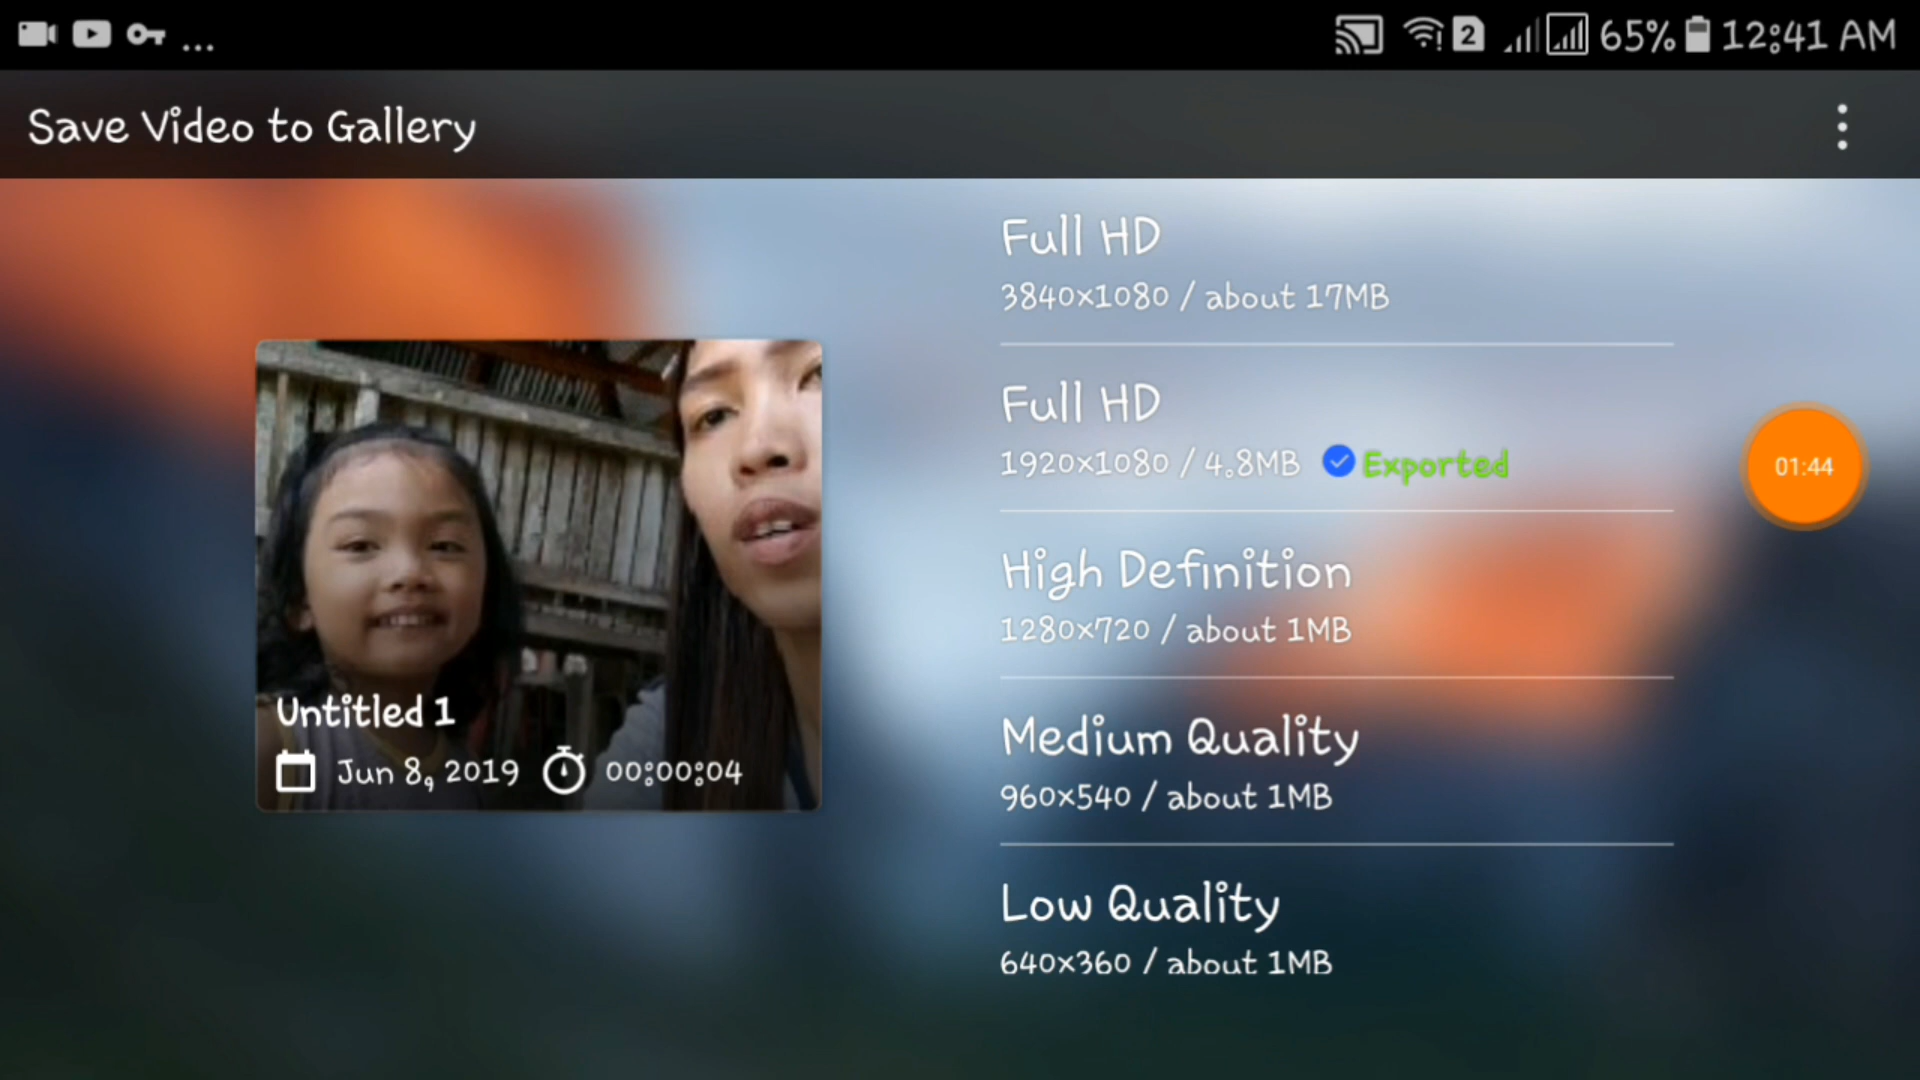 ... 2 65% 12:41 AM
Save Video to Gallery
Full HD
3840x1080 / about 17MB
Full HD
1920x1080 / 4.8MB Exported
01:44
High Definition
1280x720 / about 1MB
Medium Quality
960x540 / about 1MB
Low Quality
640x360 / about 1MB
Untitled 1
Jun 8, 2019 00:00:04